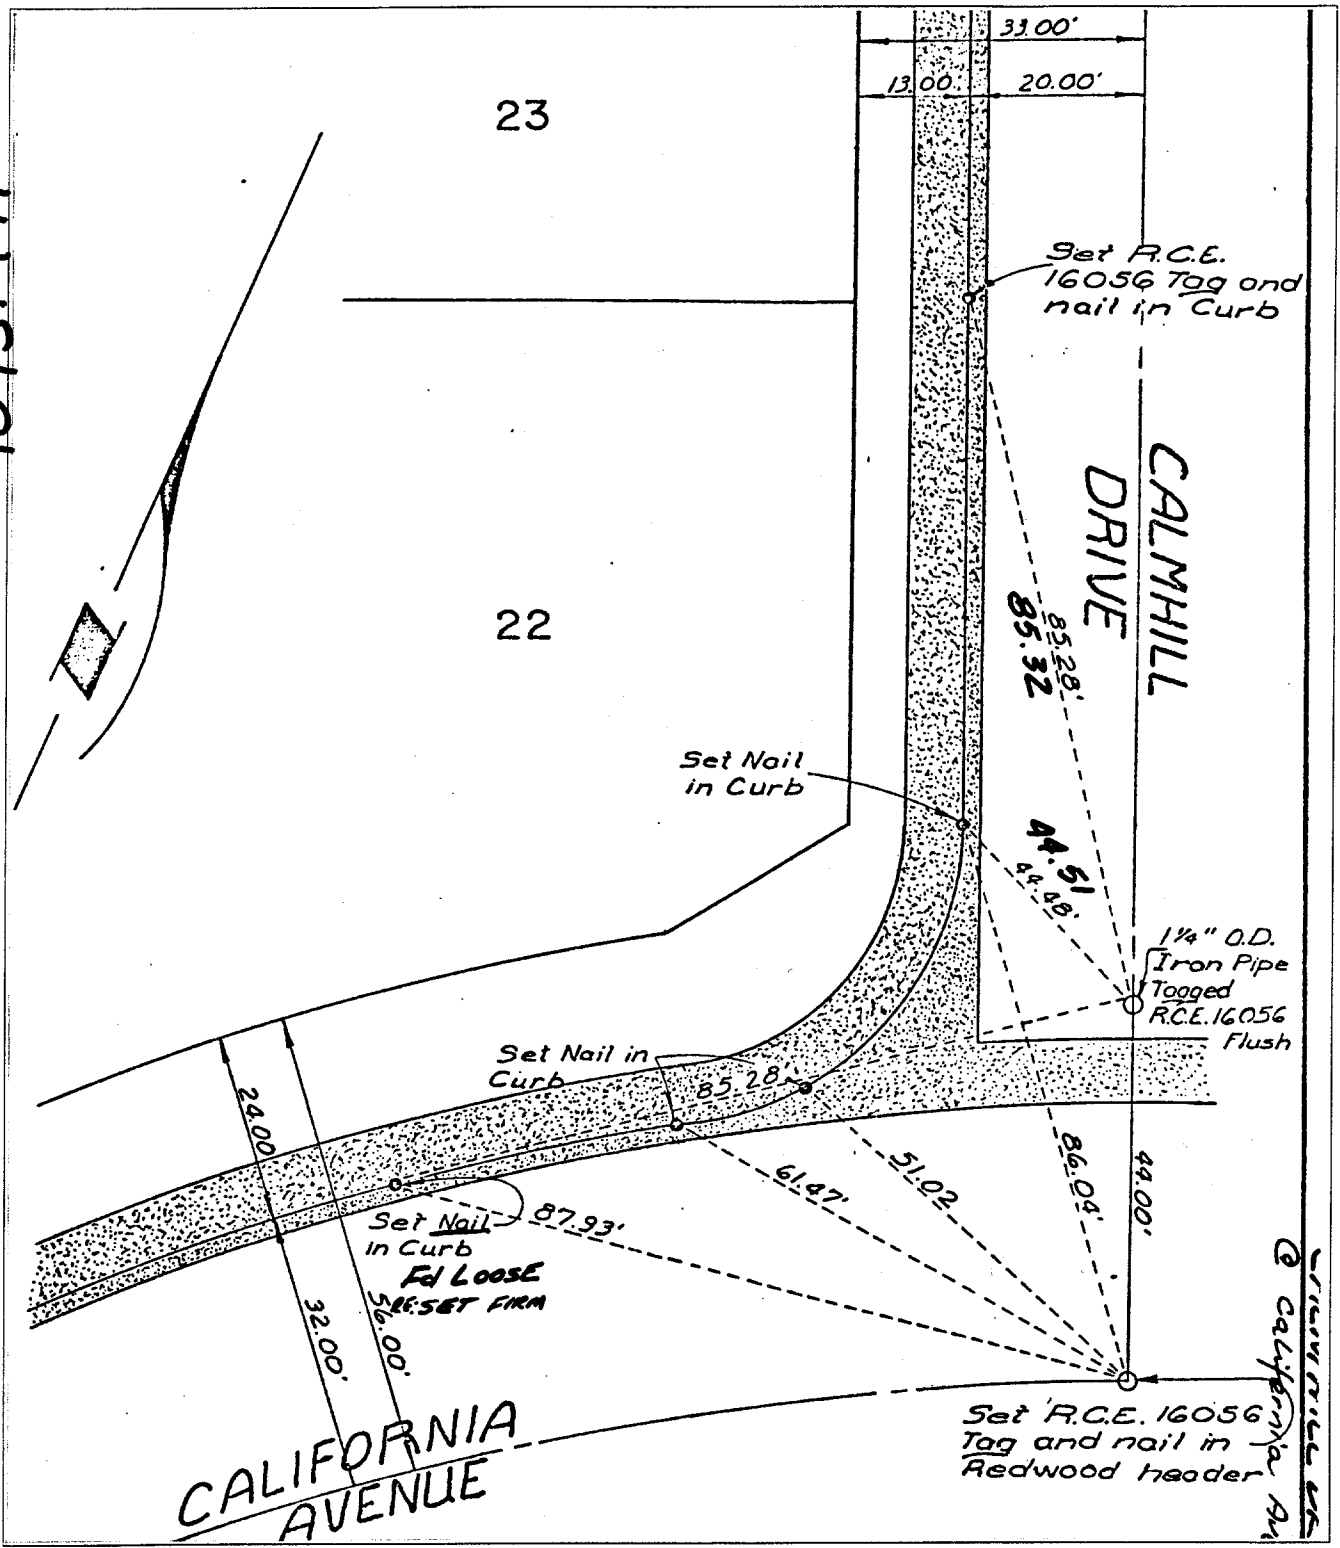 33.00'
13.00
20.00'
23
Set R.C.E.
16056 Tag and
nail in Curb
CALMHILL
DRIVE
85.28'
85.32
22
Set Nail
in Curb
44.51
44.48'
1¼" O.D.
Iron Pipe
Tagged
R.C.E. 16056
Flush
Set Nail in
Curb
85.28'
24.00
86.04'
44.00'
51.02
61.47'
87.93'
Set Nail
in Curb
Fd LOOSE
RESET FIRM
32.00'
56.00'
@ California
CALIFORNIA
AVENUE
Set R.C.E. 16056
Tag and nail in
Redwood header